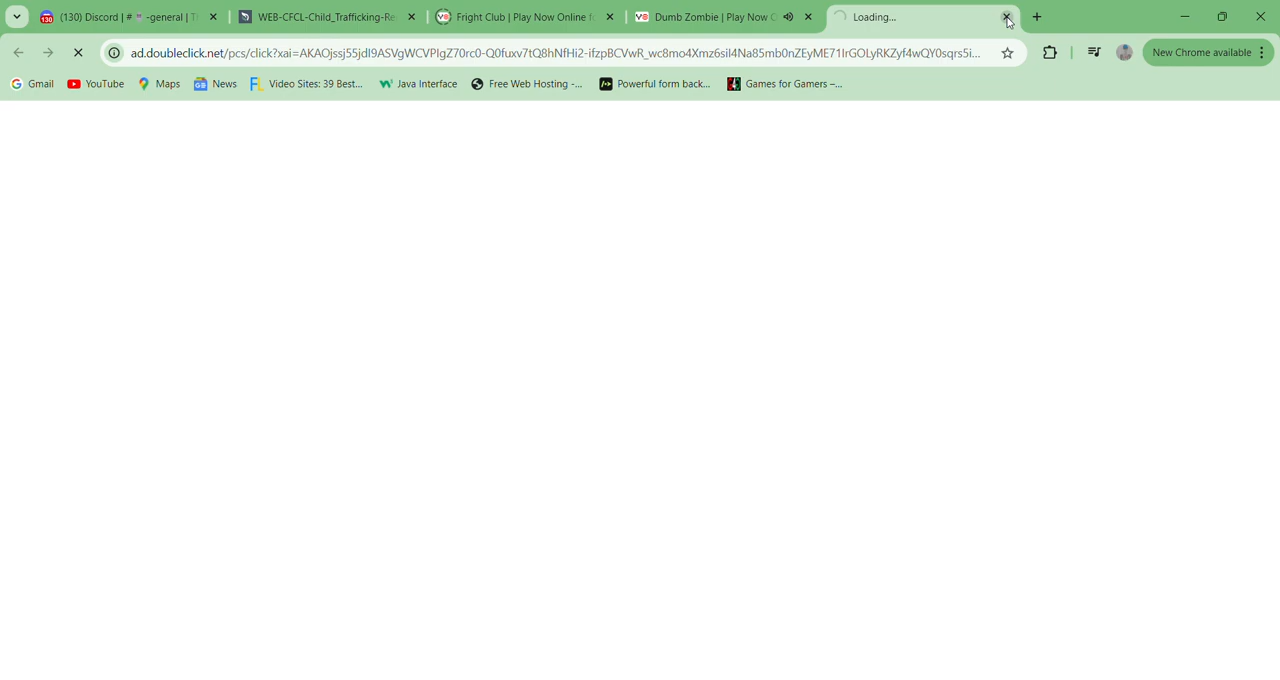 (130) Discord | # -general | T
WEB-CFCL-Child_Trafficking-Re
Fright Club | Play Now Online f
Dumb Zombie | Play Now O
Loading...
ad.doubleclick.net/pcs/click?xai=AKAOjssj55jdl9ASVgWCVPlgZ70rc0-Q0fuxv7tQ8hNfHi2-ifzpBCVwR_wc8mo4Xmz6sil4Na85mb0nZEyME71IrGOLyRKZyf4wQY0sqrs5i...
New Chrome available
Gmail YouTube Maps News Video Sites: 39 Best... Java Interface Free Web Hosting -... Powerful form back... Games for Gamers –...